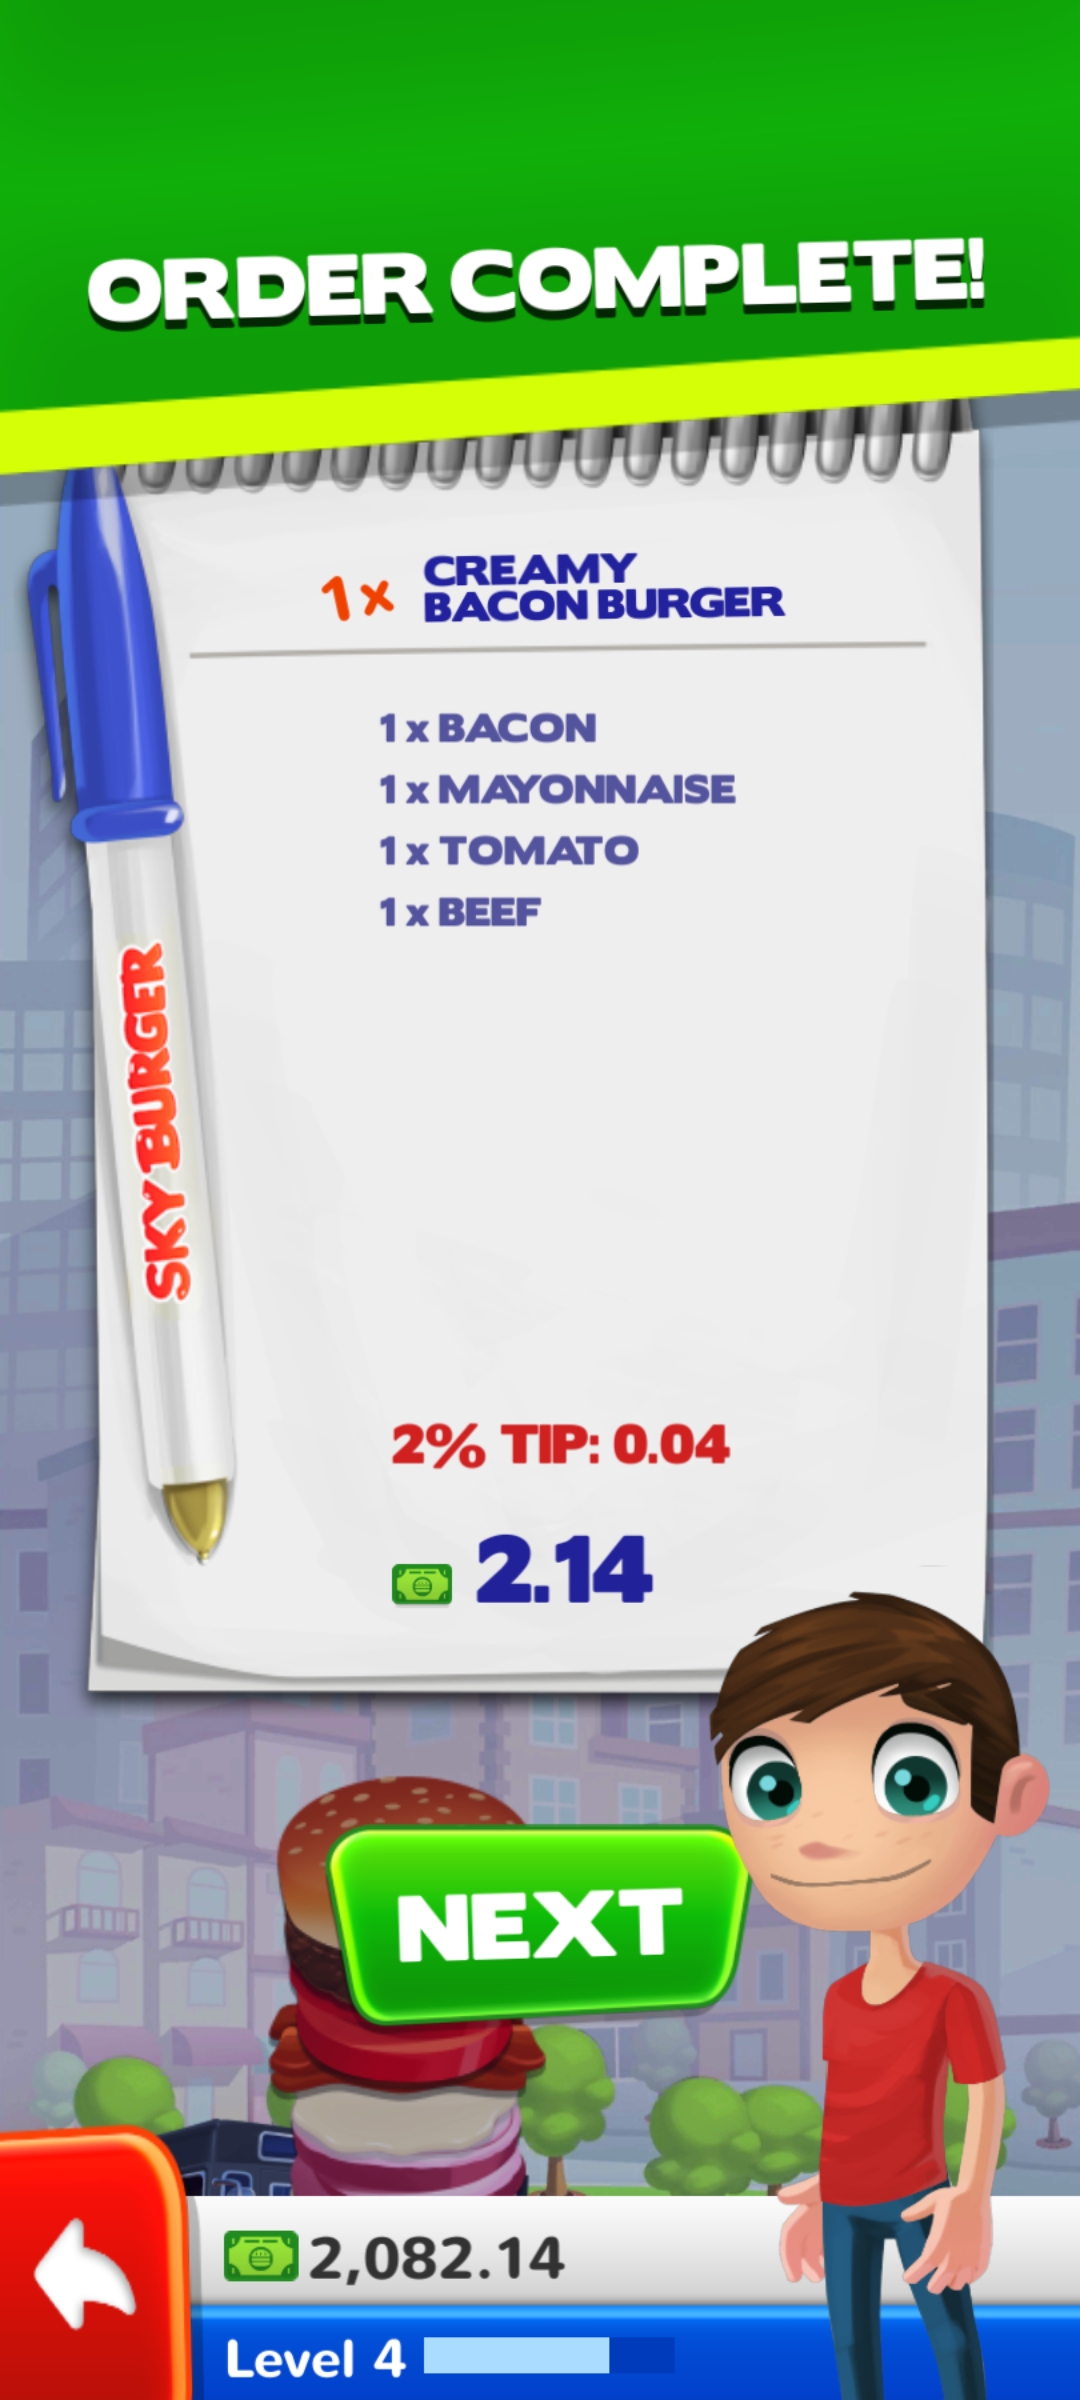 ORDER COMPLETE!
1x CREAMY
BACON BURGER
1 x BACON
1 x MAYONNAISE
1 x TOMATO
1 x BEEF
SKY BURGER
2% TIP: 0.04
2.14
NEXT
2,082.14
Level 4